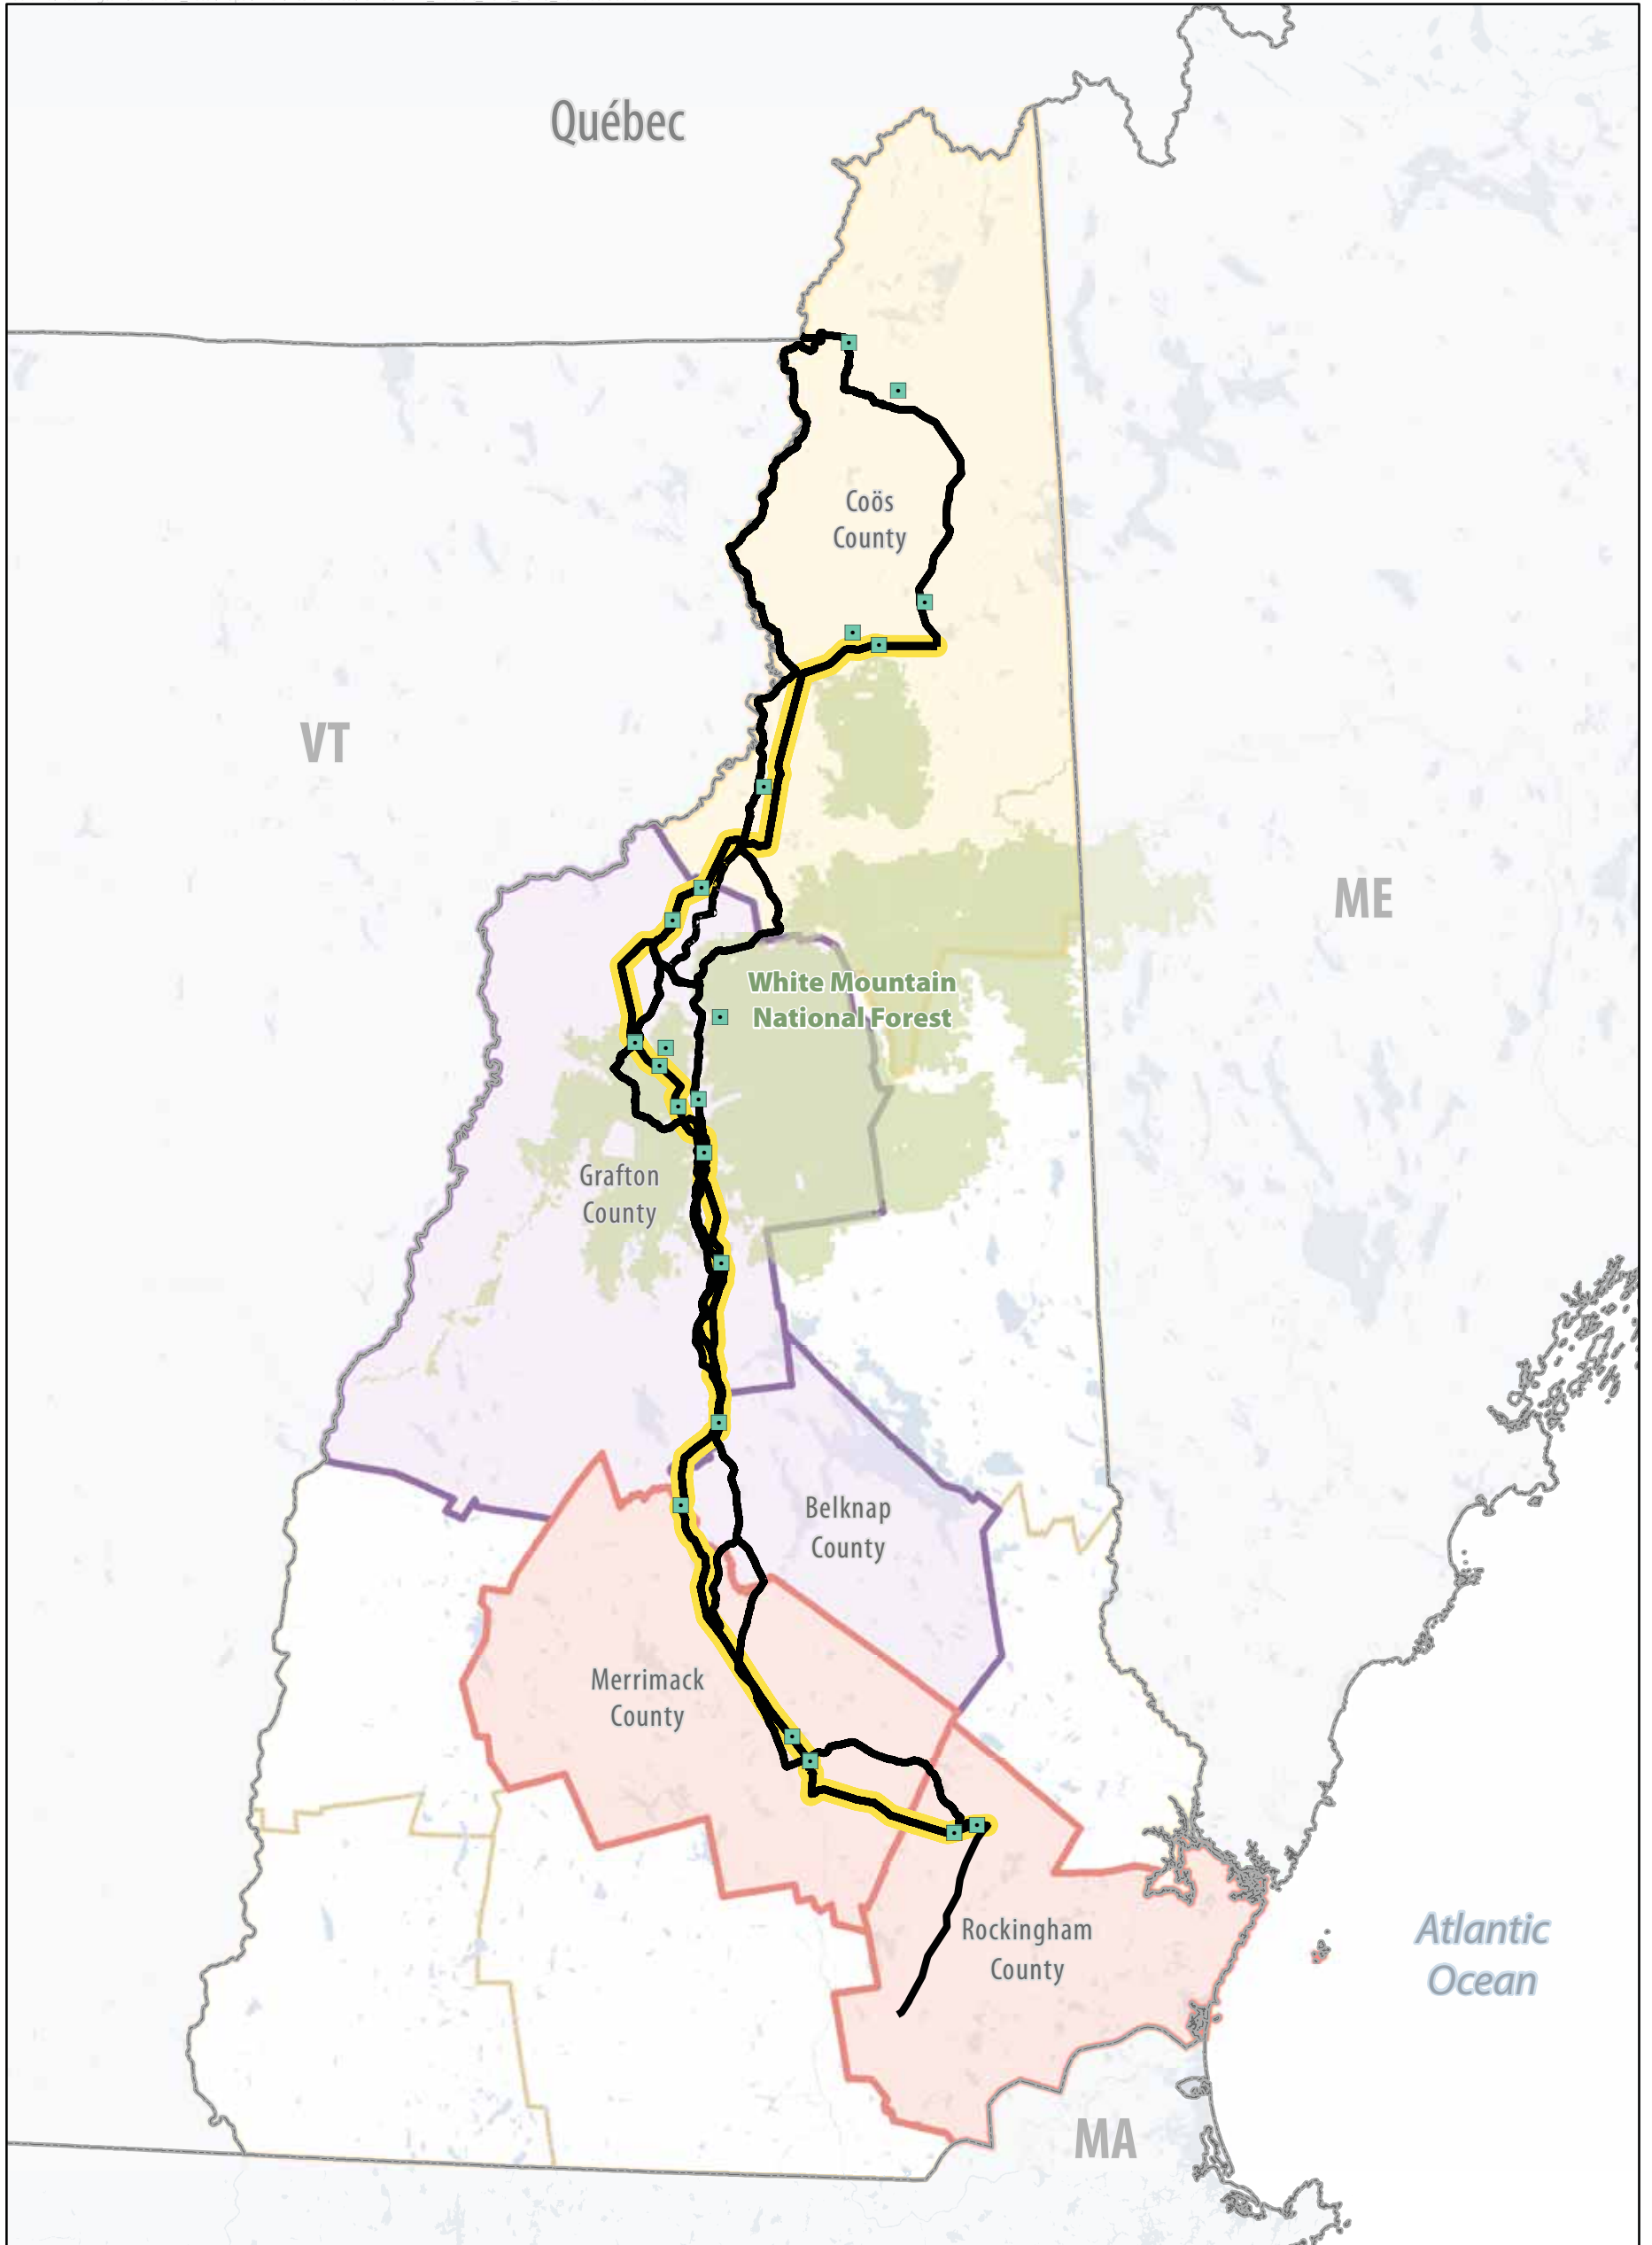 Québec
Coös
County
VT
ME
White Mountain
National Forest
Grafton
County
Belknap
County
Merrimack
County
Rockingham
County
Atlantic
Ocean
MA